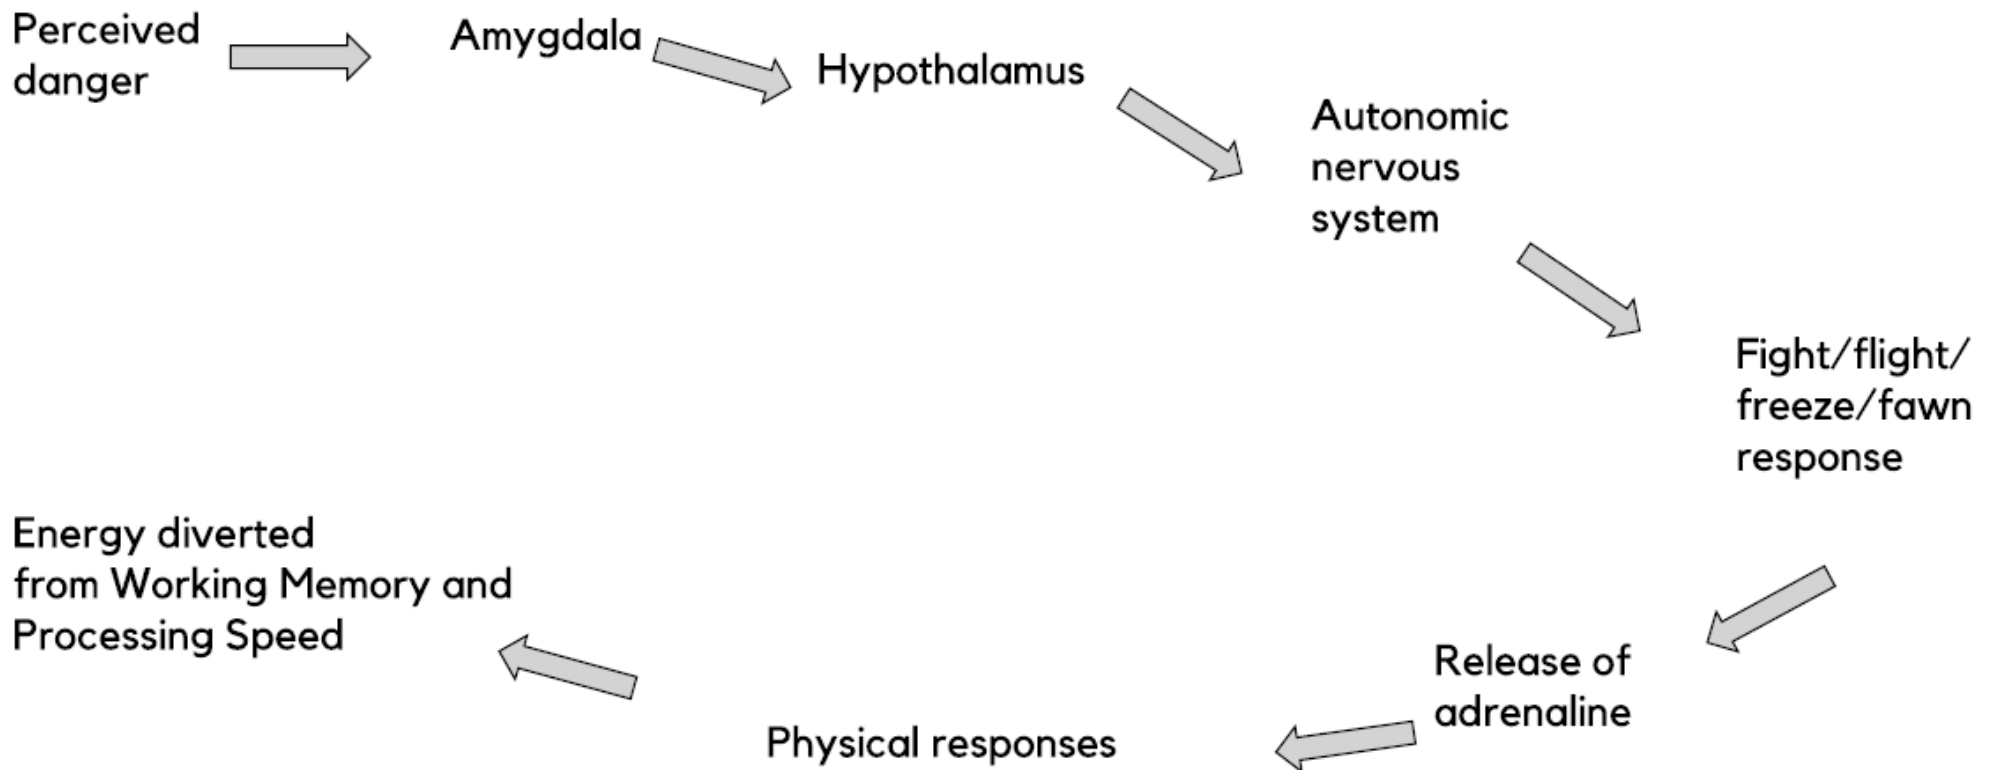 Perceived
danger
Amygdala
Hypothalamus
Autonomic
nervous
system
Fight/flight/
freeze/fawn
response
Release of
adrenaline
Physical responses
Energy diverted
from Working Memory and
Processing Speed